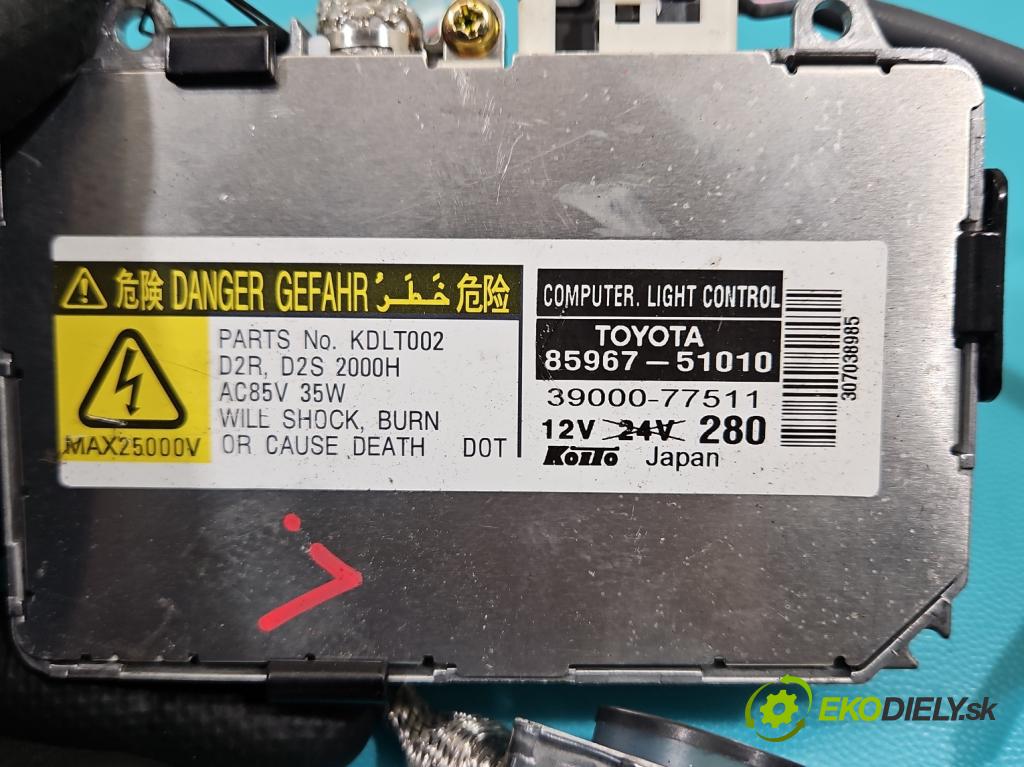 危険 DANGER GEFAHR خَطَرُ 危险
PARTS No. KDLT002
D2R, D2S 2000H
AC85V 35W
WILL SHOCK, BURN
OR CAUSE DEATH DOT
MAX25000V
COMPUTER. LIGHT CONTROL
TOYOTA
85967-51010
39000-77511
12V 24V 280
KOITO Japan
307038985
EKODIELY.sk